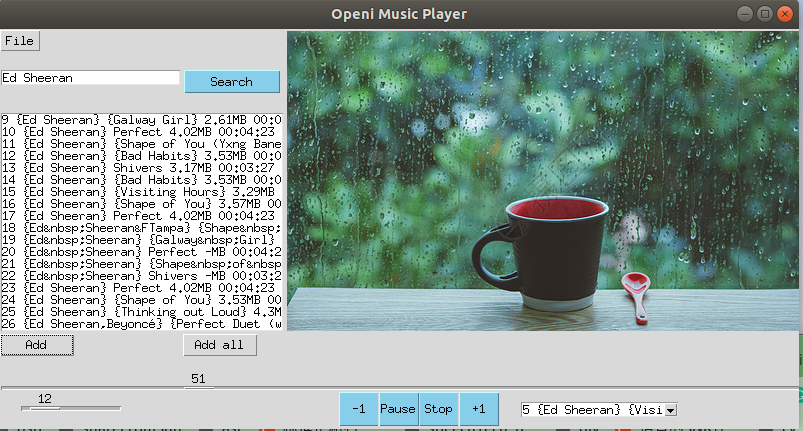 Openi Music Player
File
Ed Sheeran
Search
9 {Ed Sheeran} {Galway Girl} 2.61MB 00:0
10 {Ed Sheeran} Perfect 4.02MB 00:04:23
11 {Ed Sheeran} {Shape of You (Yxng Bane
12 {Ed Sheeran} {Bad Habits} 3.53MB 00:0
13 {Ed Sheeran} Shivers 3.17MB 00:03:27
14 {Ed Sheeran} {Bad Habits} 3.53MB 00:0
15 {Ed Sheeran} {Visiting Hours} 3.29MB
16 {Ed Sheeran} {Shape of You} 3.57MB 00
17 {Ed Sheeran} Perfect 4.02MB 00:04:23
18 {Ed&nbsp;Sheeran&FTampa} {Shape&nbsp;
19 {Ed&nbsp;Sheeran} {Galway&nbsp;Girl}
20 {Ed&nbsp;Sheeran} Perfect -MB 00:04:2
21 {Ed&nbsp;Sheeran} {Shape&nbsp;of&nbsp
22 {Ed&nbsp;Sheeran} Shivers -MB 00:03:2
23 {Ed Sheeran} Perfect 4.02MB 00:04:23
24 {Ed Sheeran} {Shape of You} 3.53MB 00
25 {Ed Sheeran} {Thinking out Loud} 4.3M
26 {Ed Sheeran,Beyoncé} {Perfect Duet (w
Add
Add all
51
12
-1
Pause
Stop
+1
5 {Ed Sheeran} {Visi